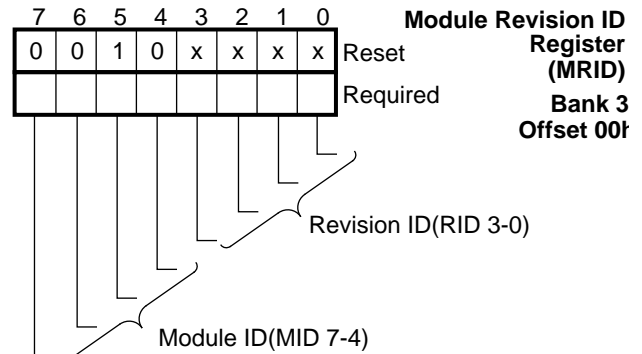 7 6 5 4 3 2 1 0
Module Revision ID
Register
(MRID)
0 0 1 0 x x x x Reset
Required
Bank 3
Offset 00h
Revision ID(RID 3-0)
Module ID(MID 7-4)